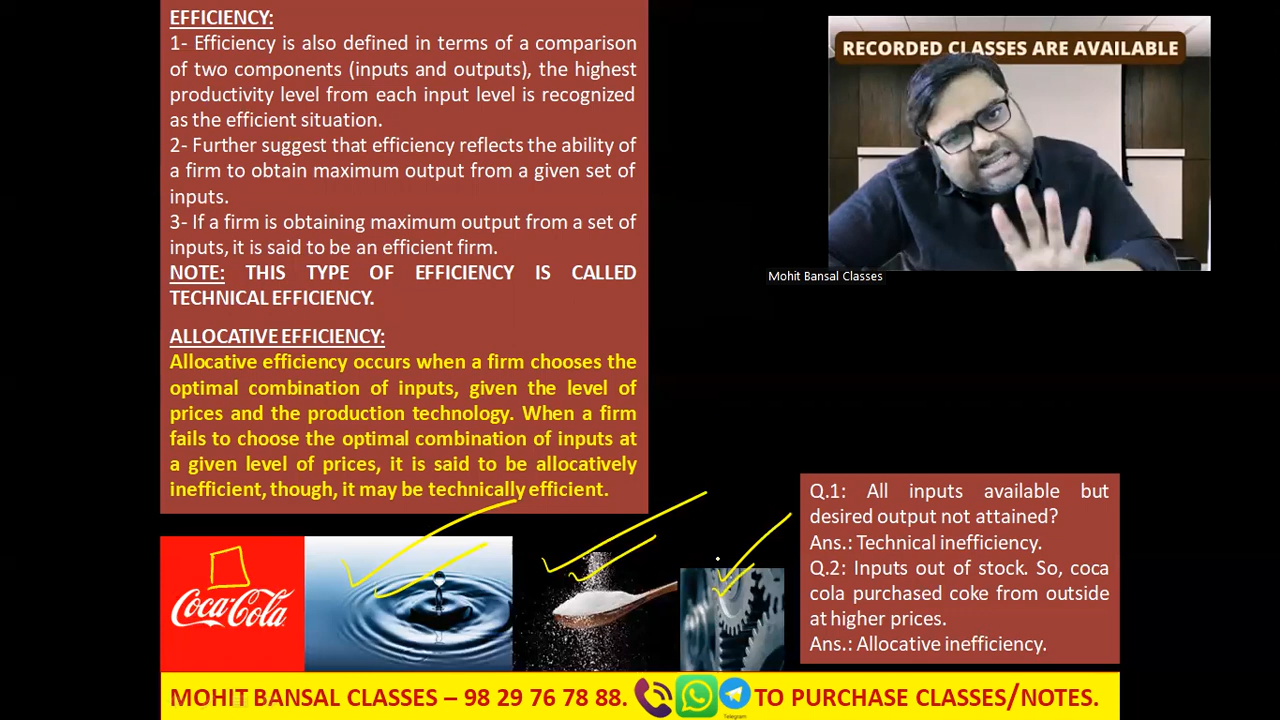 EFFICIENCY:
1- Efficiency is also defined in terms of a comparison
of two components (inputs and outputs), the highest
productivity level from each input level is recognized
as the efficient situation.
2- Further suggest that efficiency reflects the ability of
a firm to obtain maximum output from a given set of
inputs.
3- If a firm is obtaining maximum output from a set of
inputs, it is said to be an efficient firm.
NOTE: THIS TYPE OF EFFICIENCY IS CALLED
TECHNICAL EFFICIENCY.
ALLOCATIVE EFFICIENCY:
Allocative efficiency occurs when a firm chooses the
optimal combination of inputs, given the level of
prices and the production technology. When a firm
fails to choose the optimal combination of inputs at
a given level of prices, it is said to be allocatively
inefficient, though, it may be technically efficient.
RECORDED CLASSES ARE AVAILABLE
Mohit Bansal Classes
Coca-Cola
Q.1: All inputs available but
desired output not attained?
Ans.: Technical inefficiency.
Q.2: Inputs out of stock. So, coca
cola purchased coke from outside
at higher prices.
Ans.: Allocative inefficiency.
MOHIT BANSAL CLASSES – 98 29 76 78 88. TO PURCHASE CLASSES/NOTES.
Telegram